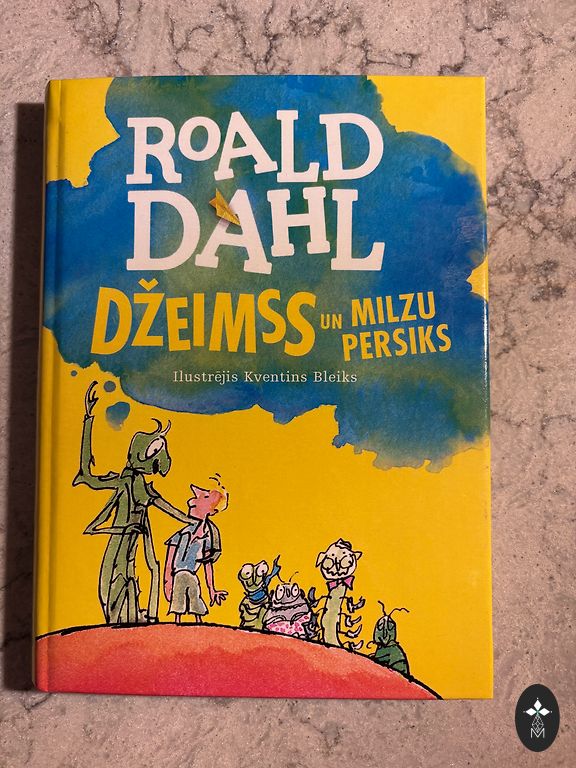 ROALD
DAHL
DŽEIMSS UN MILZU
PERSIKS
Ilustrējis Kventins Bleiks
M